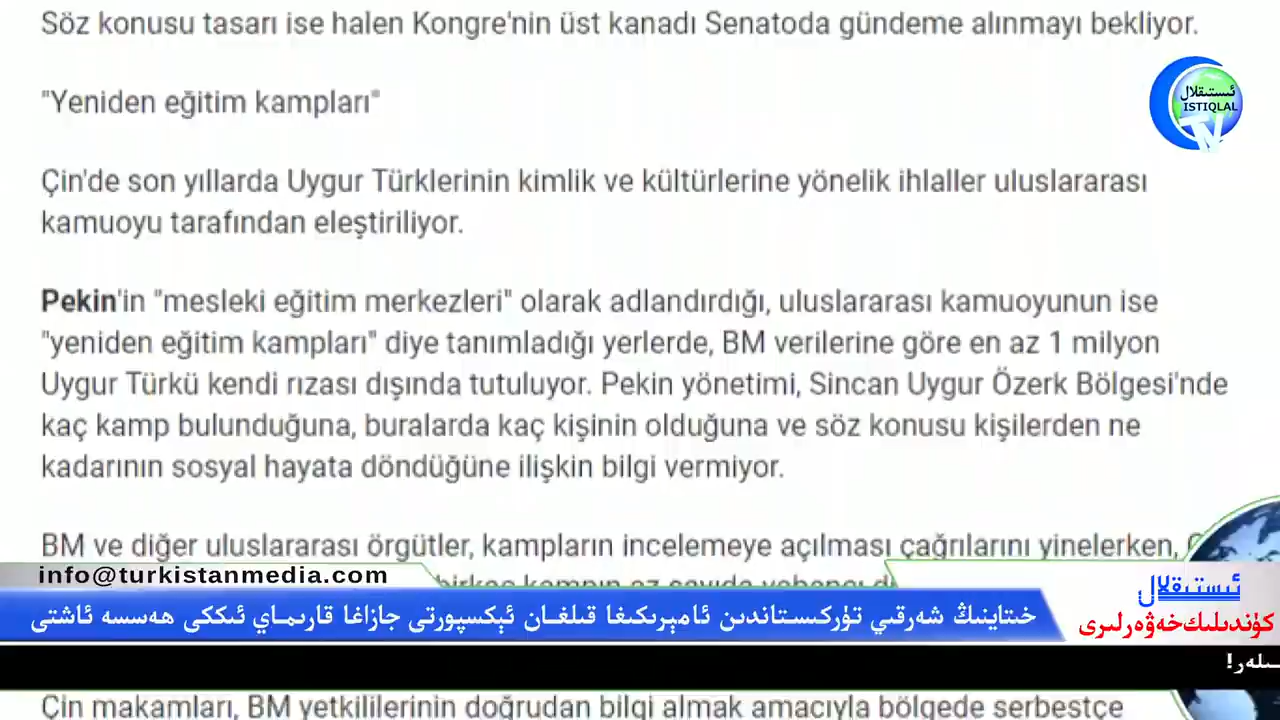 Söz konusu tasarı ise halen Kongre'nin üst kanadı Senatoda gündeme alınmayı bekliyor.
"Yeniden eğitim kampları"
ئىستىقلال
ISTIQLAL
TV
Çin'de son yıllarda Uygur Türklerinin kimlik ve kültürlerine yönelik ihlaller uluslararası
kamuoyu tarafından eleştiriliyor.
Pekin'in "mesleki eğitim merkezleri" olarak adlandırdığı, uluslararası kamuoyunun ise
"yeniden eğitim kampları" diye tanımladığı yerlerde, BM verilerine göre en az 1 milyon
Uygur Türkü kendi rızası dışında tutuluyor. Pekin yönetimi, Sincan Uygur Özerk Bölgesi'nde
kaç kamp bulunduğuna, buralarda kaç kişinin olduğuna ve söz konusu kişilerden ne
kadarının sosyal hayata döndüğüne ilişkin bilgi vermiyor.
BM ve diğer uluslararası örgütler, kampların incelemeye açılması çağrılarını yinelerken,
info@turkistanmedia.com
ئىستىقلال
خىتاينىڭ شەرقىي تۈركىستاندىن ئامېرىكىغا قىلغان ئېكسپورتى جازاغا قارىماي ئىككى ھەسسە ئاشتى
كۈندىلىك خەۋەرلىرى
ىسلەر!
Çin makamları, BM yetkililerinin doğrudan bilgi almak amacıyla bölgede serbestçe